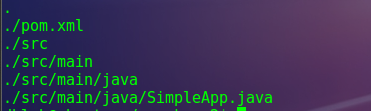 .
./pom.xml
./src
./src/main
./src/main/java
./src/main/java/SimpleApp.java